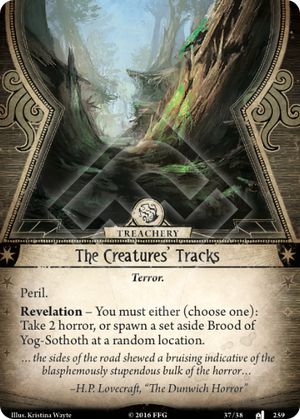 TREACHERY
The Creatures' Tracks
Terror.
Peril.
Revelation – You must either (choose one):
Take 2 horror, or spawn a set aside Brood of
Yog-Sothoth at a random location.
... the sides of the road shewed a bruising indicative of the
blasphemously stupendous bulk of the horror...
–H.P. Lovecraft, “The Dunwich Horror”
Illus. Kristina Wayte © 2016 FFG 37/38 259